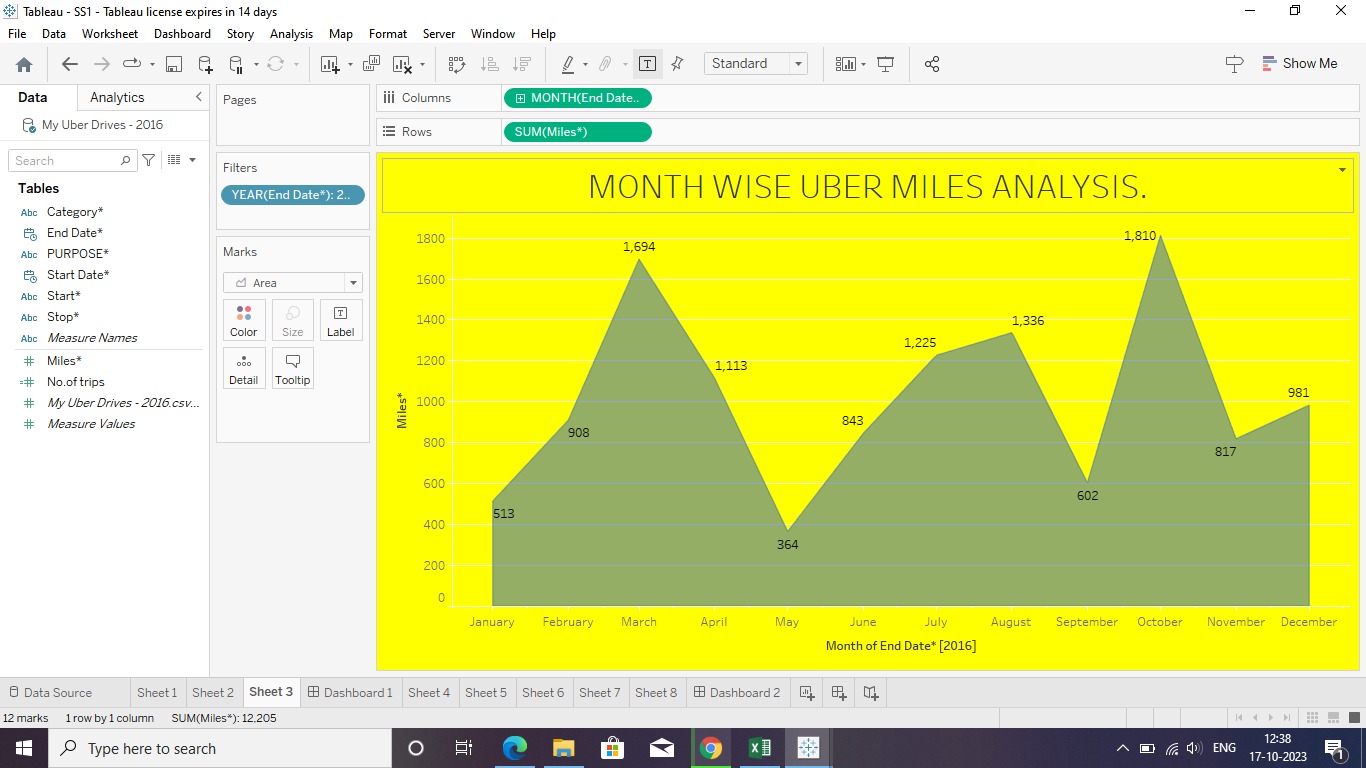 Tableau - SS1 - Tableau license expires in 14 days
File Data Worksheet Dashboard Story Analysis Map Format Server Window Help
Standard
Show Me
Data Analytics
My Uber Drives - 2016
Search
Tables
Abc Category*
End Date*
Abc PURPOSE*
Start Date*
Abc Start*
Abc Stop*
Abc Measure Names
Miles*
No.of trips
My Uber Drives - 2016.csv...
Measure Values
Pages
Filters
YEAR(End Date*): 2..
Marks
Area
Color Size Label
Detail Tooltip
Columns MONTH(End Date..
Rows SUM(Miles*)
MONTH WISE UBER MILES ANALYSIS.
Miles*
1800
1600
1400
1200
1000
800
600
400
200
0
513
908
1,694
1,113
364
843
1,225
1,336
602
1,810
817
981
January February March April May June July August September October November December
Month of End Date* [2016]
Data Source Sheet 1 Sheet 2 Sheet 3 Dashboard 1 Sheet 4 Sheet 5 Sheet 6 Sheet 7 Sheet 8 Dashboard 2
12 marks 1 row by 1 column SUM(Miles*): 12,205
Type here to search
ENG
12:38
17-10-2023
1